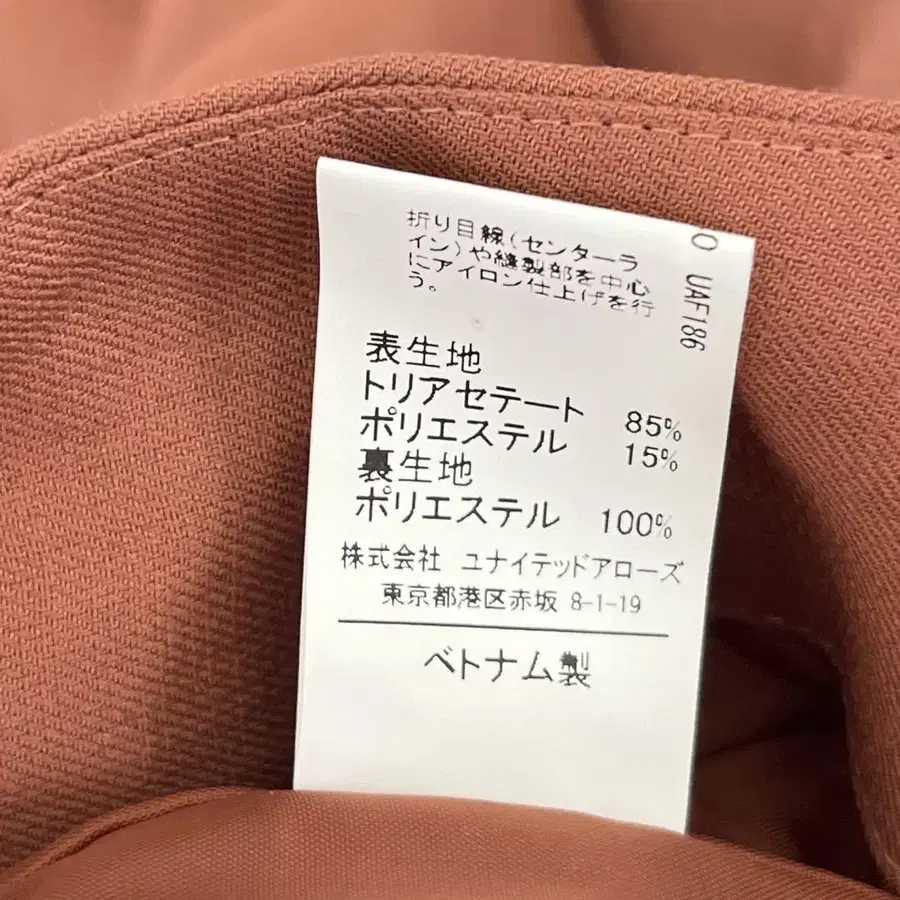 折り目線(センターラ
イン)や縫製部を中心
にアイロン仕上げを行
う。
0 UAF186
表生地
トリアセテート 85%
ポリエステル 15%
裏生地
ポリエステル 100%
株式会社 ユナイテッドアローズ
東京都港区赤坂 8-1-19
ベトナム製